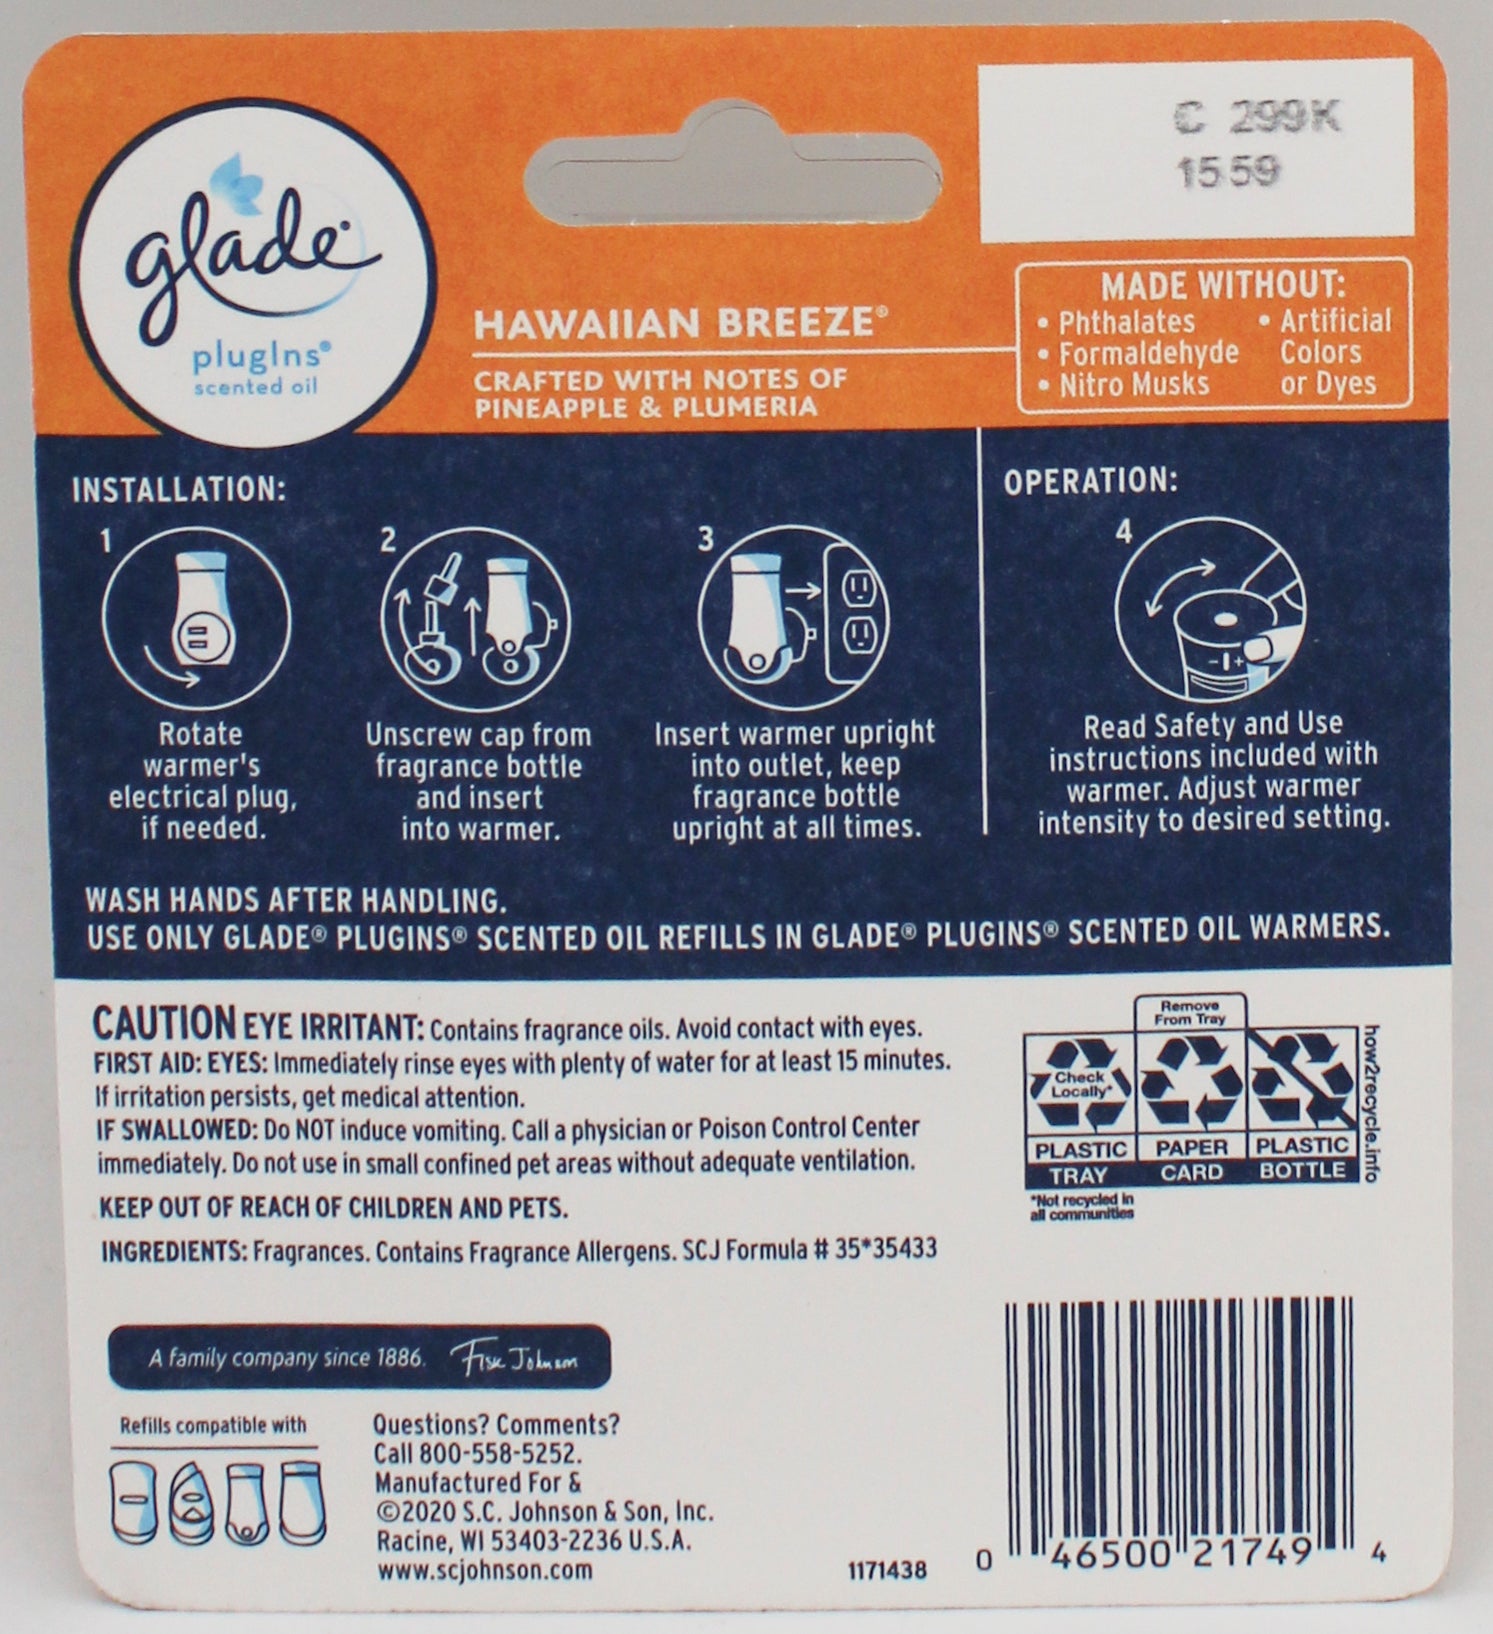 C 299K
1559
glade
plugIns®
scented oil
HAWAIIAN BREEZE®
CRAFTED WITH NOTES OF
PINEAPPLE & PLUMERIA
MADE WITHOUT:
• Phthalates
• Formaldehyde
• Nitro Musks
• Artificial
Colors
or Dyes
INSTALLATION:
1
Rotate
warmer's
electrical plug,
if needed.
2
Unscrew cap from
fragrance bottle
and insert
into warmer.
3
Insert warmer upright
into outlet, keep
fragrance bottle
upright at all times.
OPERATION:
4
Read Safety and Use
instructions included with
warmer. Adjust warmer
intensity to desired setting.
WASH HANDS AFTER HANDLING.
USE ONLY GLADE® PLUGINS® SCENTED OIL REFILLS IN GLADE® PLUGINS® SCENTED OIL WARMERS.
CAUTION EYE IRRITANT: Contains fragrance oils. Avoid contact with eyes.
FIRST AID: EYES: Immediately rinse eyes with plenty of water for at least 15 minutes.
If irritation persists, get medical attention.
IF SWALLOWED: Do NOT induce vomiting. Call a physician or Poison Control Center
immediately. Do not use in small confined pet areas without adequate ventilation.
KEEP OUT OF REACH OF CHILDREN AND PETS.
INGREDIENTS: Fragrances. Contains Fragrance Allergens. SCJ Formula # 35*35433
Remove
From Tray
Check
Locally*
PLASTIC
TRAY
PAPER
CARD
PLASTIC
BOTTLE
how2recycle.info
*Not recycled in
all communities
A family company since 1886. Fisk Johnson
Refills compatible with
Questions? Comments?
Call 800-558-5252.
Manufactured For &
©2020 S.C. Johnson & Son, Inc.
Racine, WI 53403-2236 U.S.A.
www.scjohnson.com
1171438
0 46500 21749 4